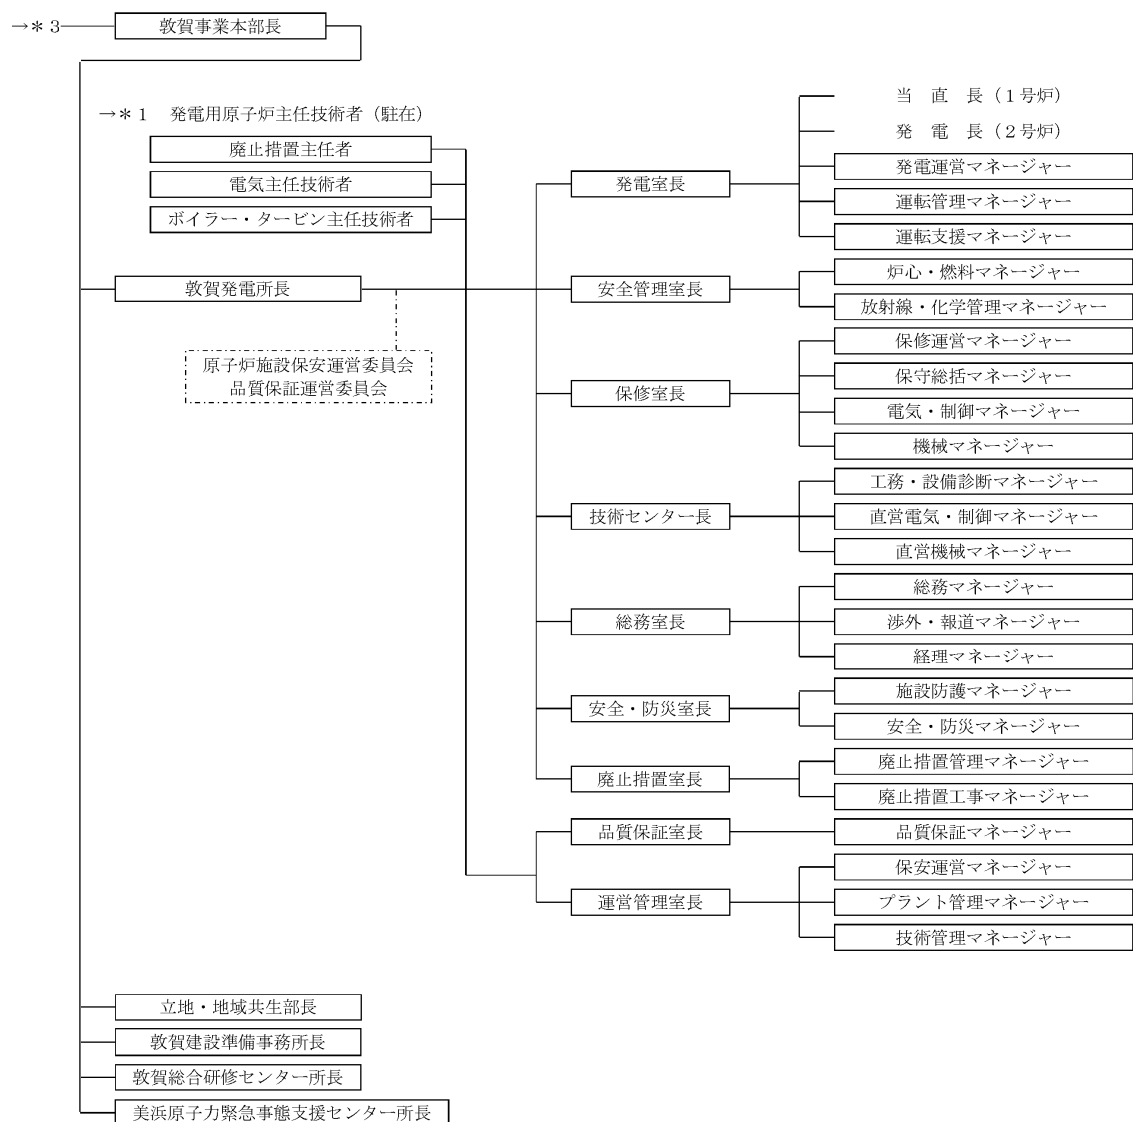 →＊３
敦賀事業本部長
→＊１　発電用原子炉主任技術者（駐在）
廃止措置主任者
電気主任技術者
ボイラー・タービン主任技術者
敦賀発電所長
原子炉施設保安運営委員会
品質保証運営委員会
発電室長
当　直　長（１号炉）
発　電　長（２号炉）
発電運営マネージャー
運転管理マネージャー
運転支援マネージャー
安全管理室長
炉心・燃料マネージャー
放射線・化学管理マネージャー
保修室長
保修運営マネージャー
保守総括マネージャー
電気・制御マネージャー
機械マネージャー
技術センター長
工務・設備診断マネージャー
直営電気・制御マネージャー
直営機械マネージャー
総務室長
総務マネージャー
渉外・報道マネージャー
経理マネージャー
安全・防災室長
施設防護マネージャー
安全・防災マネージャー
廃止措置室長
廃止措置管理マネージャー
廃止措置工事マネージャー
品質保証室長
品質保証マネージャー
運営管理室長
保安運営マネージャー
プラント管理マネージャー
技術管理マネージャー
立地・地域共生部長
敦賀建設準備事務所長
敦賀総合研修センター所長
美浜原子力緊急事態支援センター所長